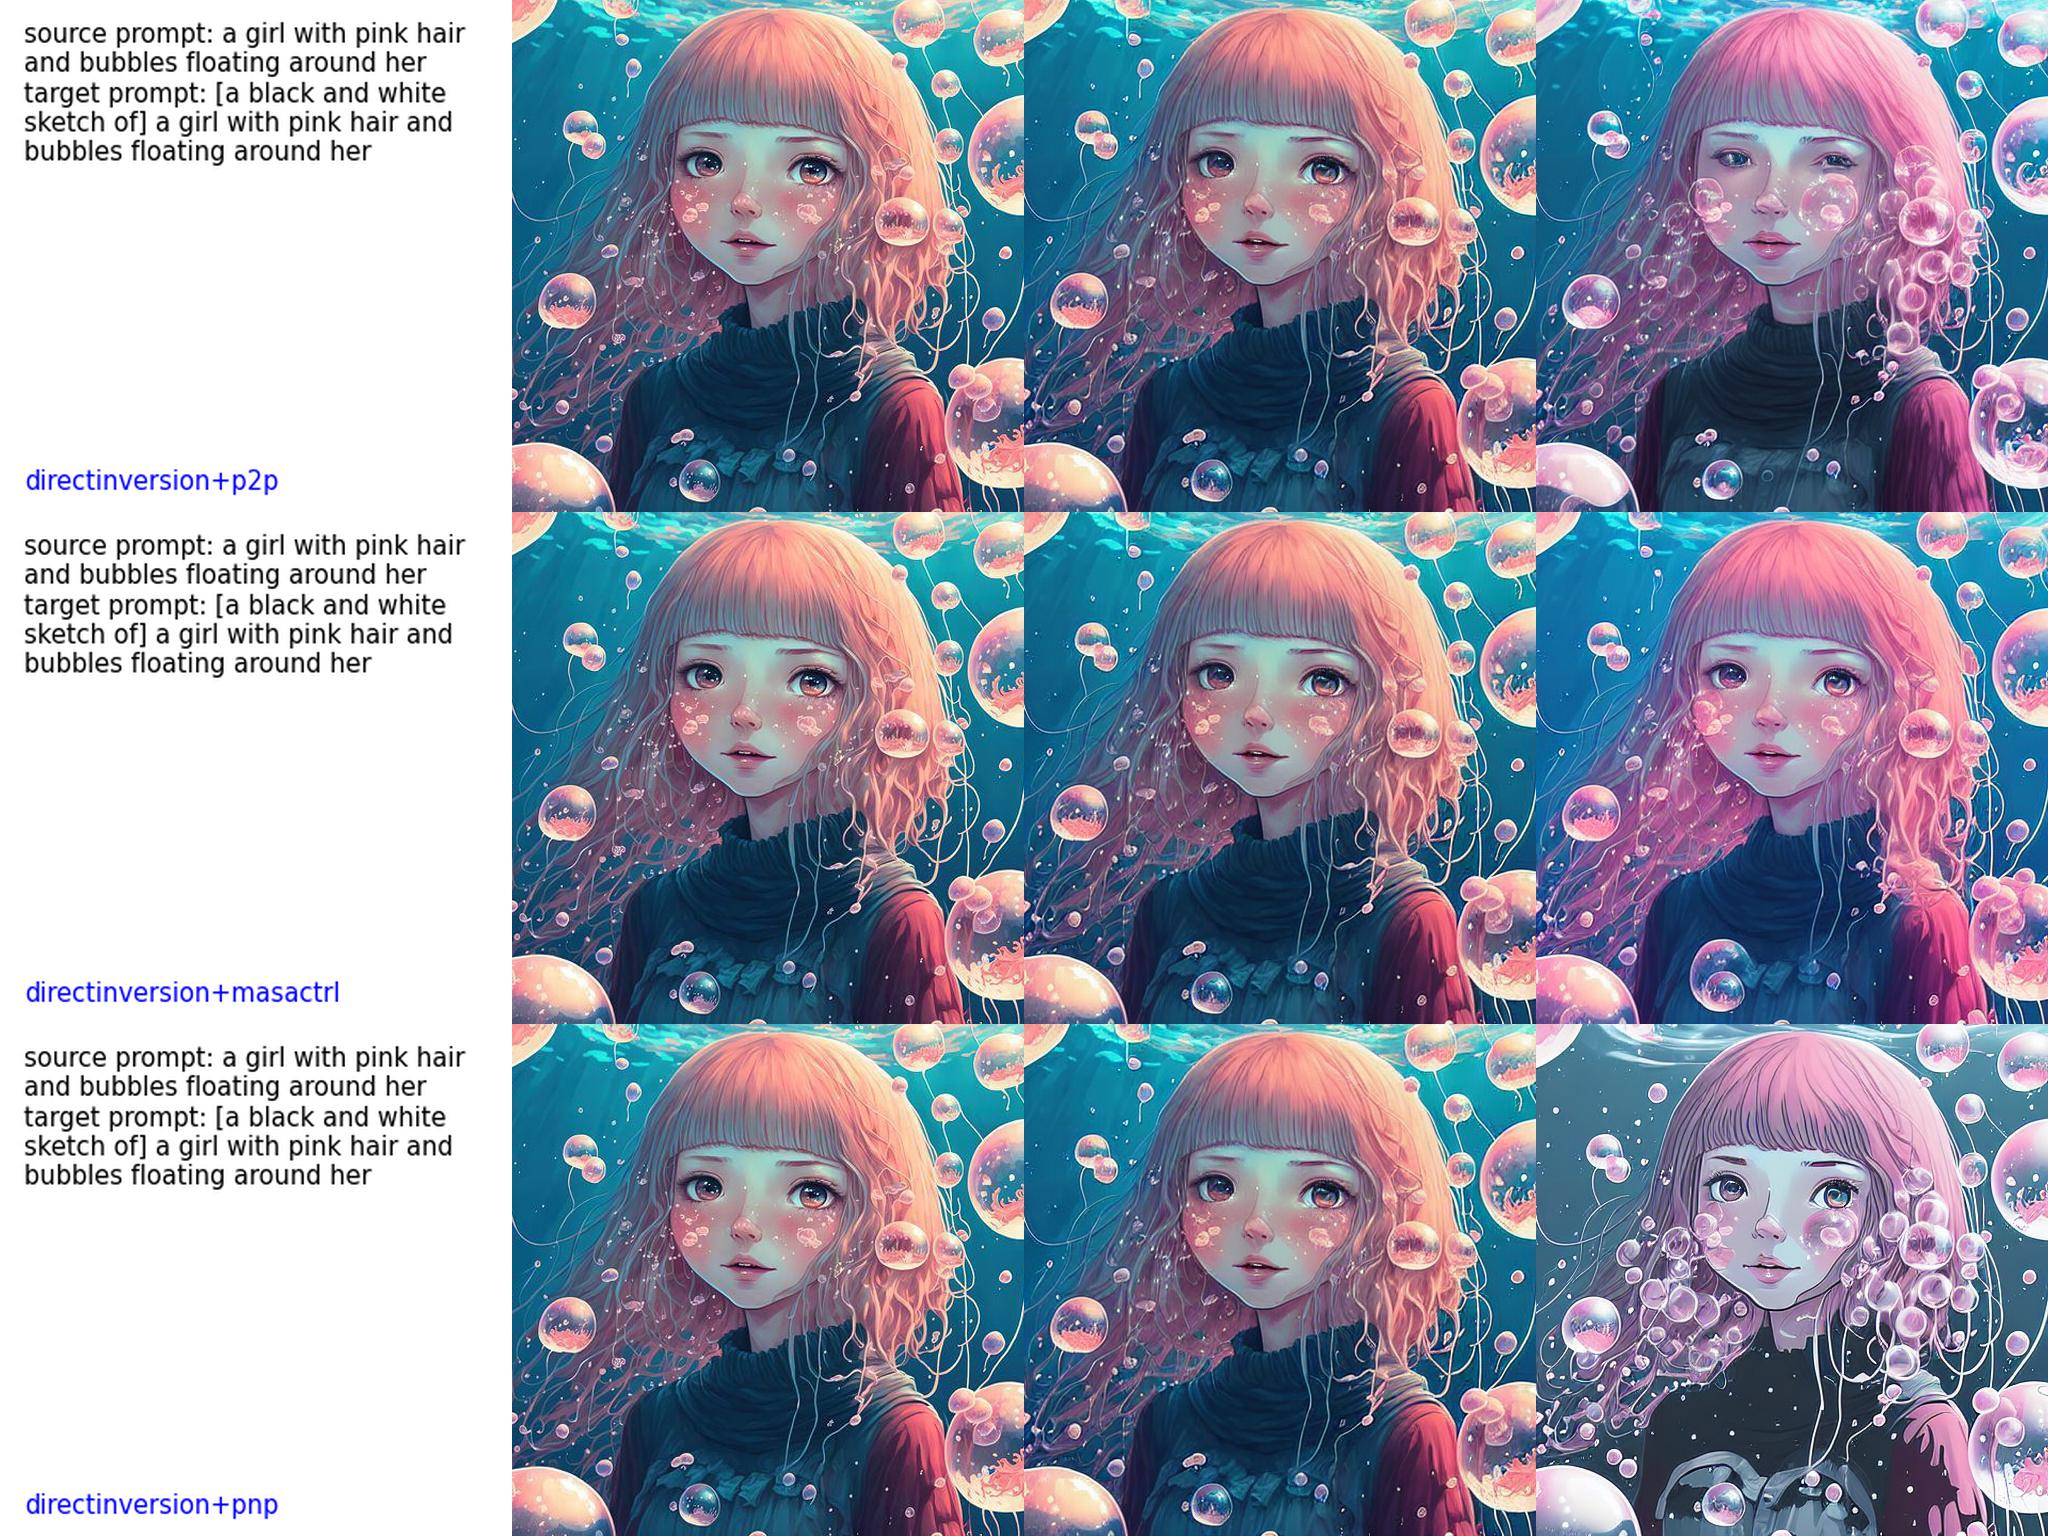 source prompt: a girl with pink hair
and bubbles floating around her
target prompt: [a black and white
sketch of] a girl with pink hair and
bubbles floating around her
directinversion+p2p
source prompt: a girl with pink hair
and bubbles floating around her
target prompt: [a black and white
sketch of] a girl with pink hair and
bubbles floating around her
directinversion+masactrl
source prompt: a girl with pink hair
and bubbles floating around her
target prompt: [a black and white
sketch of] a girl with pink hair and
bubbles floating around her
directinversion+pnp